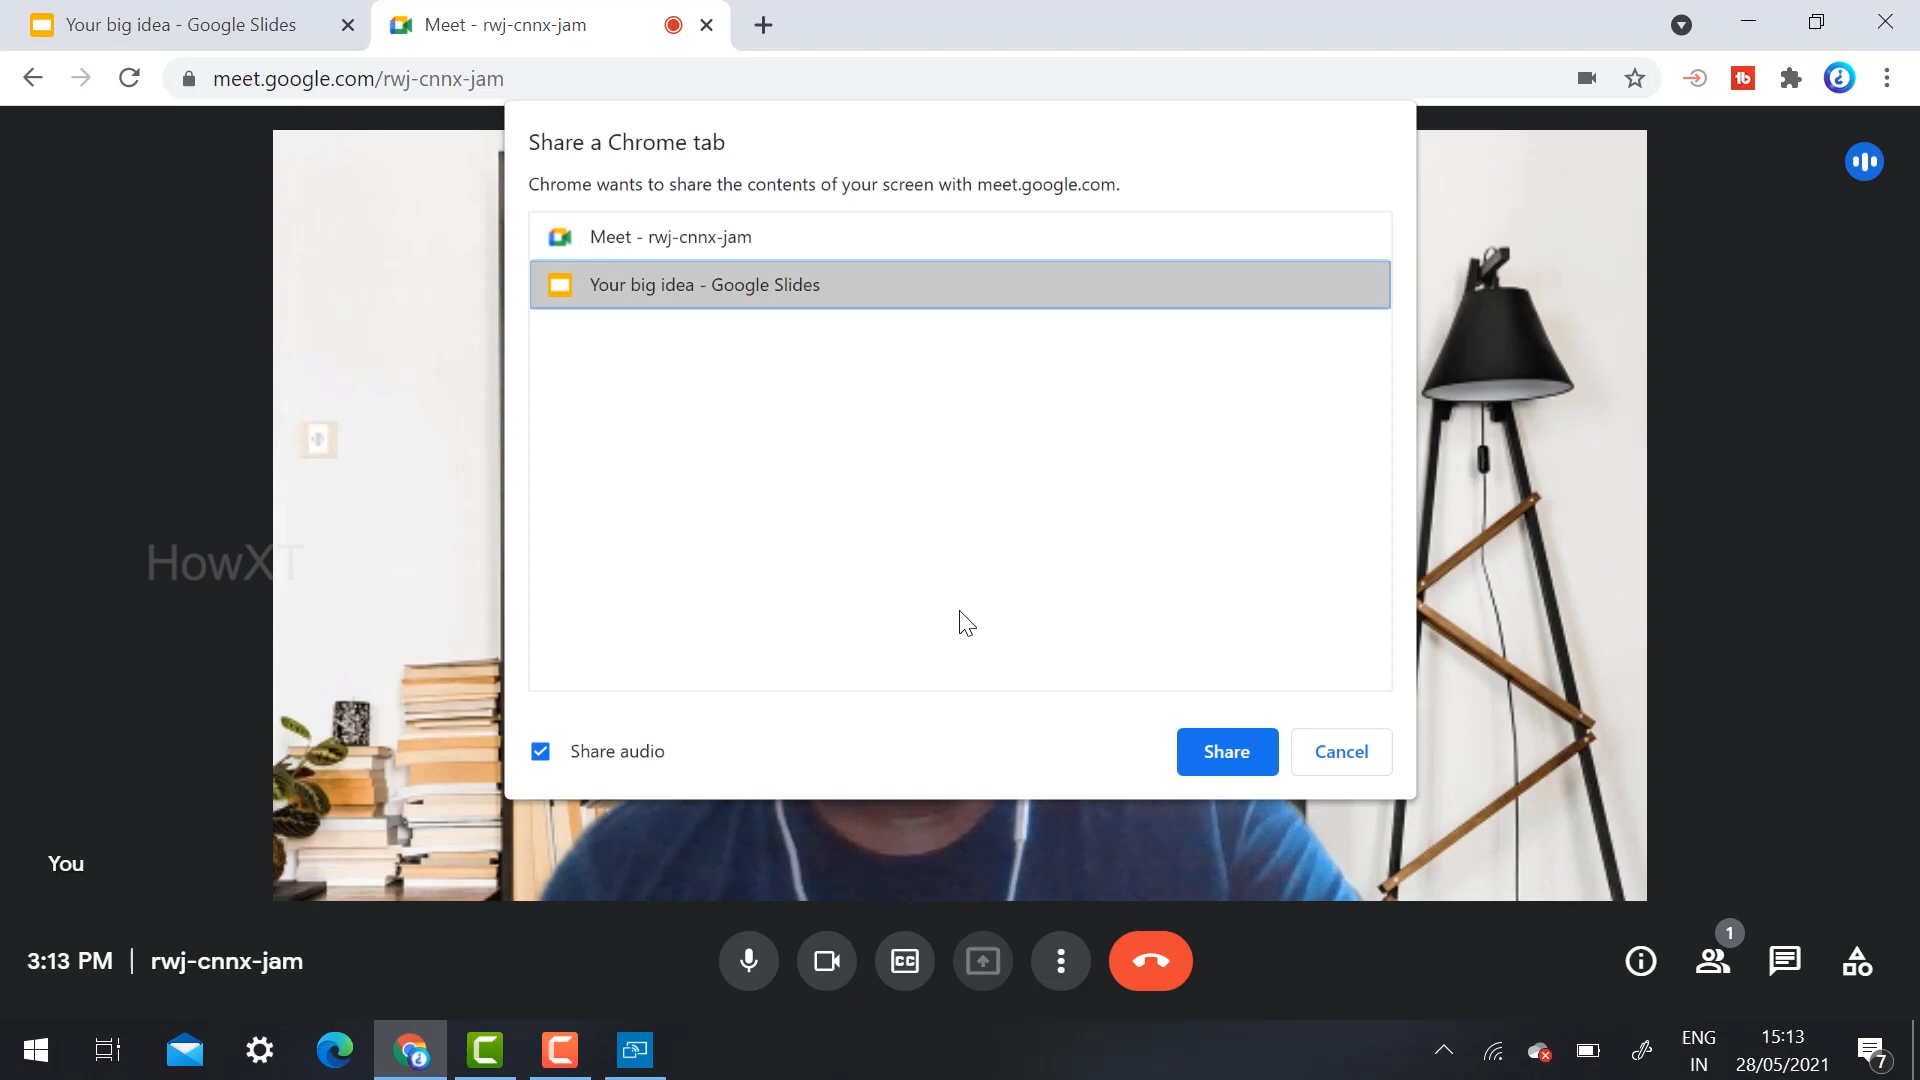 Your big idea - Google Slides
Meet - rwj-cnnx-jam
meet.google.com/rwj-cnnx-jam
Share a Chrome tab
Chrome wants to share the contents of your screen with meet.google.com.
Meet - rwj-cnnx-jam
Your big idea - Google Slides
HowXT
Share audio
Share
Cancel
You
3:13 PM | rwj-cnnx-jam
CC
1
ENG
IN
15:13
28/05/2021
7